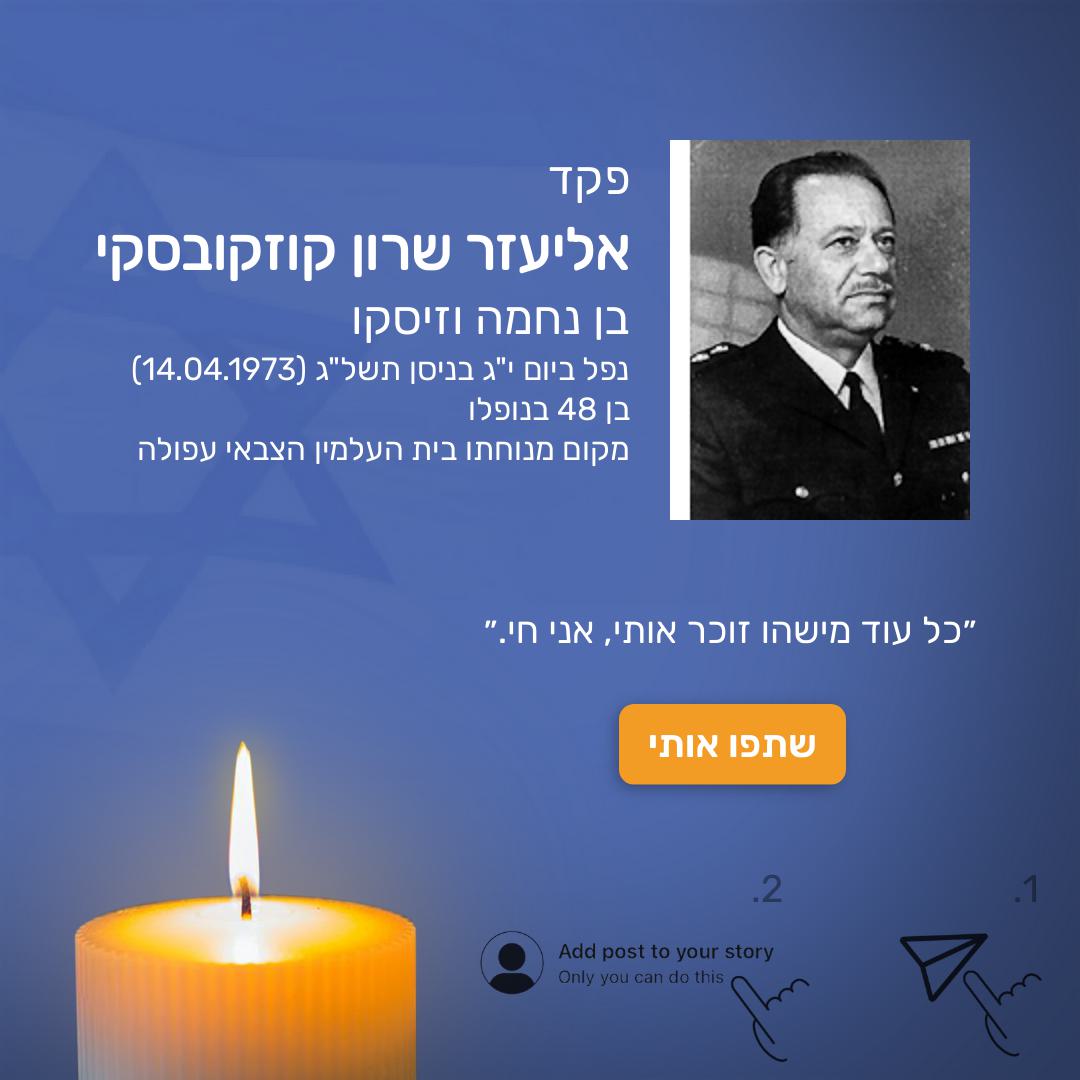 פקד
אליעזר שרון קוזקובסקי
בן נחמה וזיסקו
נפל ביום י"ג בניסן תשל"ג (14.04.1973)
בן 48 בנופלו
מקום מנוחתו בית העלמין הצבאי עפולה
״כל עוד מישהו זוכר אותי, אני חי.״
שתפו אותי
1.
2.
Add post to your story
Only you can do this